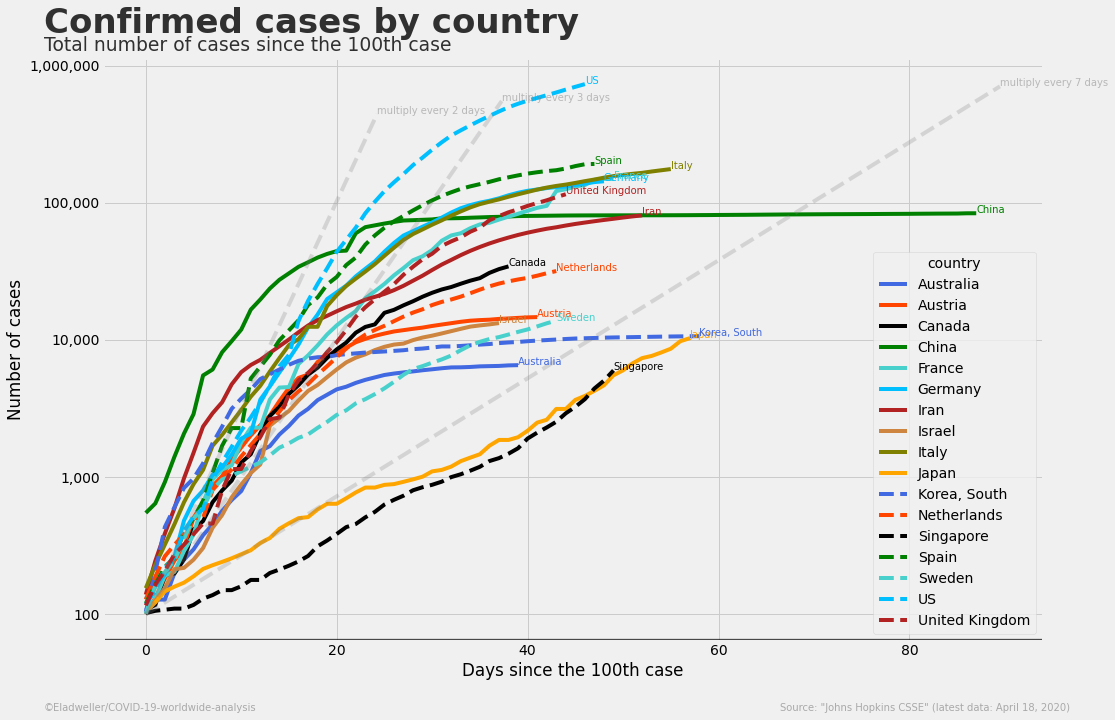 Confirmed cases by country
Total number of cases since the 100th case
1,000,000
100,000
10,000
1,000
100
Number of cases
multiply every 2 days
multiply every 3 days
multiply every 7 days
US
Spain
Italy
Germany
United Kingdom
Iran
China
Canada
Netherlands
Austria
Israel
Sweden
Korea, South
Japan
Australia
Singapore
country
Australia
Austria
Canada
China
France
Germany
Iran
Israel
Italy
Japan
Korea, South
Netherlands
Singapore
Spain
Sweden
US
United Kingdom
0 20 40 60 80
Days since the 100th case
©Eladweller/COVID-19-worldwide-analysis
Source: "Johns Hopkins CSSE" (latest data: April 18, 2020)